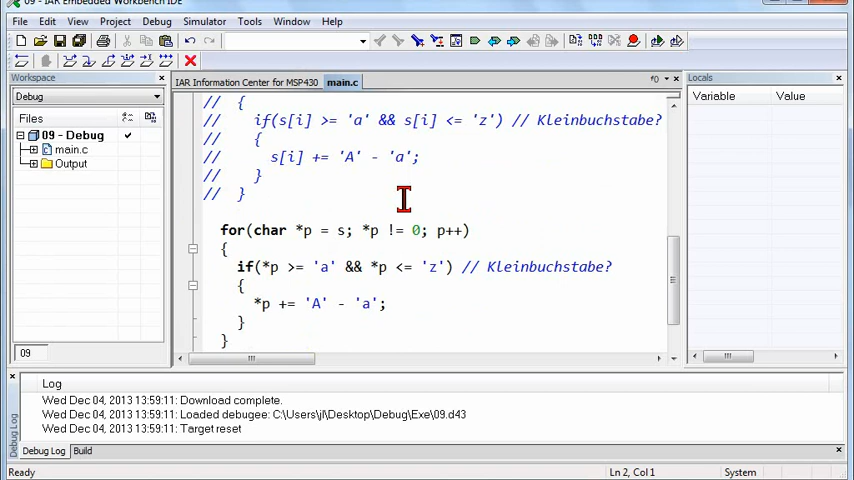 09 - IAR Embedded Workbench IDE
File Edit View Project Debug Simulator Tools Window Help
Workspace
IAR Information Center for MSP430 main.c f0
Locals
Debug
Variable Value
Files
09 - Debug
main.c
Output
09
// {
// if(s[i] >= 'a' && s[i] <= 'z') // Kleinbuchstabe?
// {
// s[i] += 'A' - 'a';
// }
// }
for(char *p = s; *p != 0; p++)
{
if(*p >= 'a' && *p <= 'z') // Kleinbuchstabe?
{
*p += 'A' - 'a';
}
}
Log
Wed Dec 04, 2013 13:59:11: Download complete.
Wed Dec 04, 2013 13:59:11: Loaded debugee: C:\Users\jl\Desktop\Debug\Exe\09.d43
Wed Dec 04, 2013 13:59:11: Target reset
Debug Log
Debug Log Build
Ready Ln 2, Col 1 System